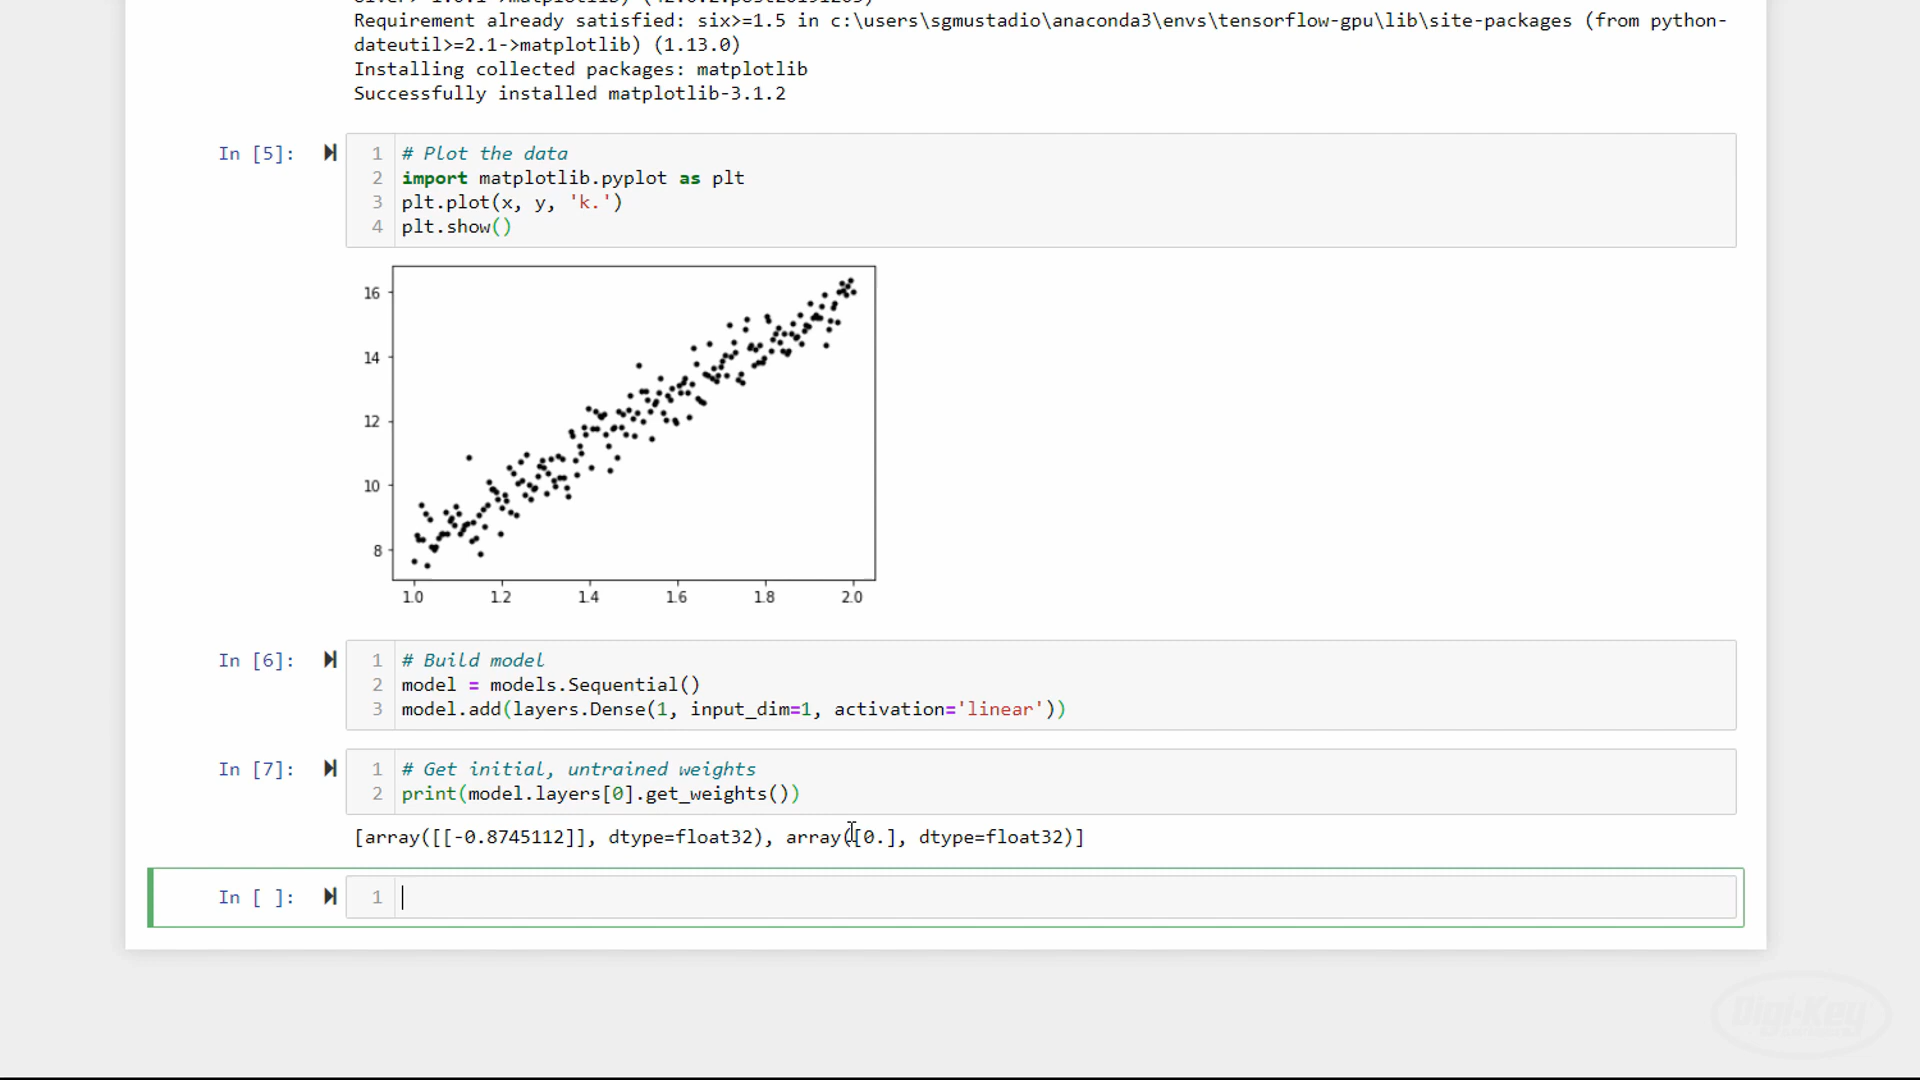 Requirement already satisfied: six>=1.5 in c:\users\sgmustadio\anaconda3\envs\tensorflow-gpu\lib\site-packages (from python-
dateutil>=2.1->matplotlib) (1.13.0)
Installing collected packages: matplotlib
Successfully installed matplotlib-3.1.2
In [5]:
1 # Plot the data
2 import matplotlib.pyplot as plt
3 plt.plot(x, y, 'k.')
4 plt.show()
16
14
12
10
8
1.0 1.2 1.4 1.6 1.8 2.0
In [6]:
1 # Build model
2 model = models.Sequential()
3 model.add(layers.Dense(1, input_dim=1, activation='linear'))
In [7]:
1 # Get initial, untrained weights
2 print(model.layers[0].get_weights())
[array([[-0.8745112]], dtype=float32), array([0.], dtype=float32)]
In [ ]:
1
Digi-Key